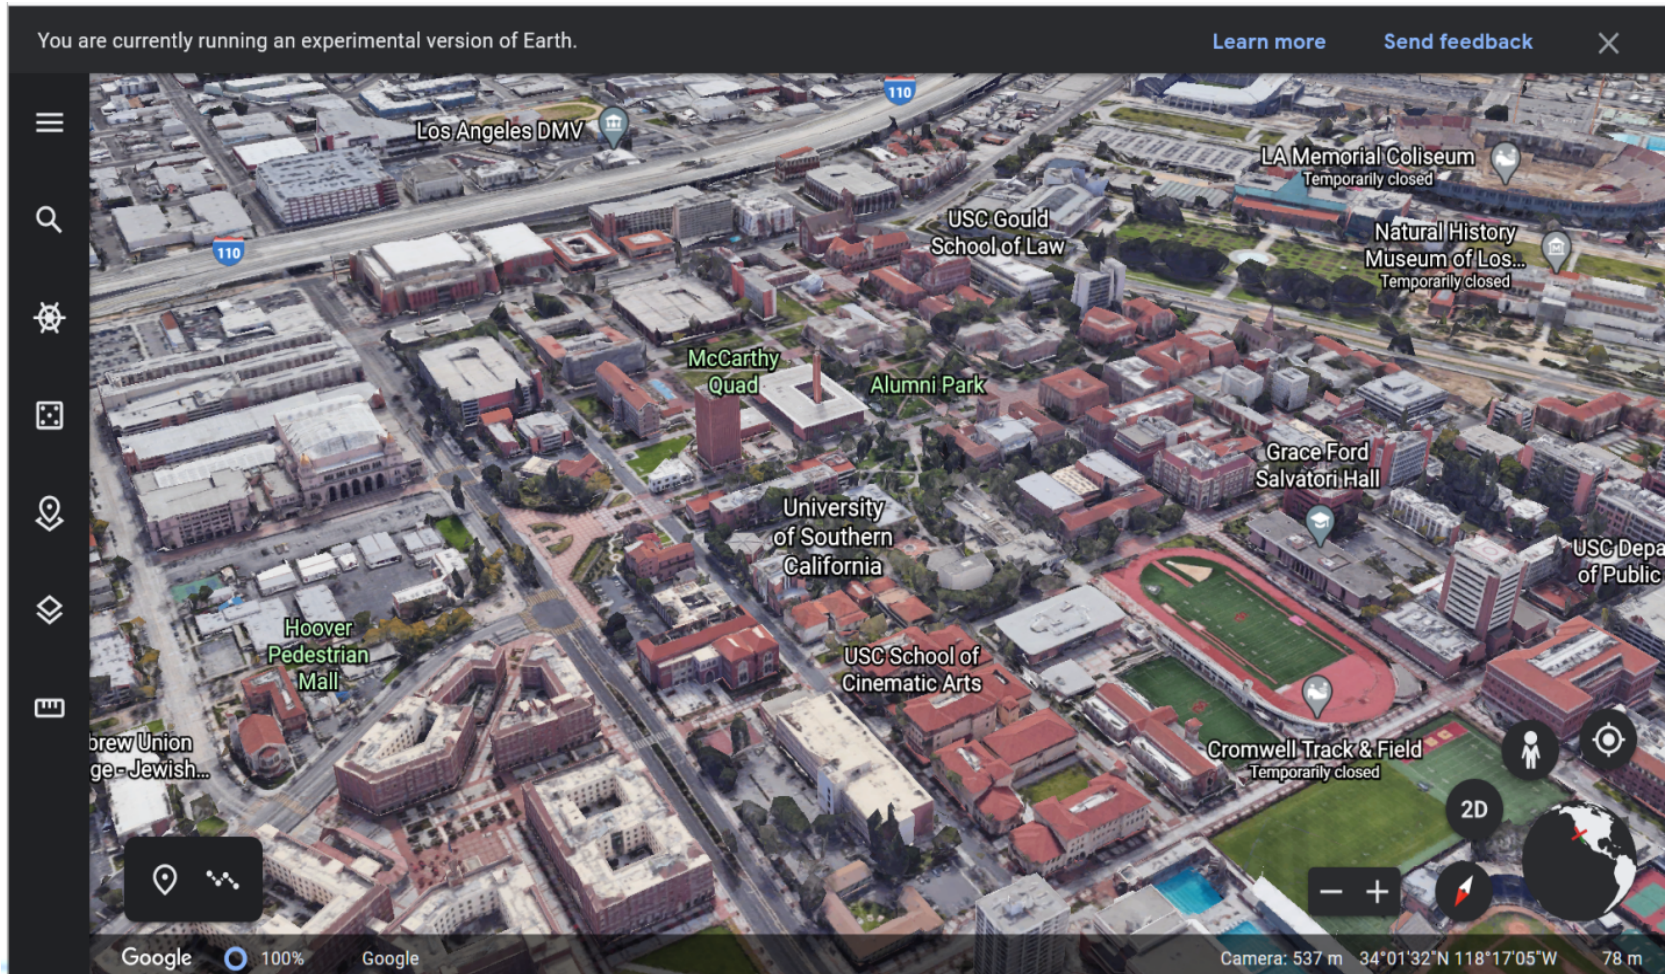 You are currently running an experimental version of Earth.
Learn more
Send feedback
110
Los Angeles DMV
LA Memorial Coliseum
Temporarily closed
110
USC Gould
School of Law
Natural History
Museum of Los...
Temporarily closed
McCarthy
Quad
Alumni Park
Grace Ford
Salvatori Hall
University
of Southern
California
USC Depa
of Public
Hoover
Pedestrian
Mall
USC School of
Cinematic Arts
brew Union
ge - Jewish...
Cromwell Track & Field
Temporarily closed
2D
Google
100%
Google
Camera: 537 m
34°01'32"N 118°17'05"W
78 m